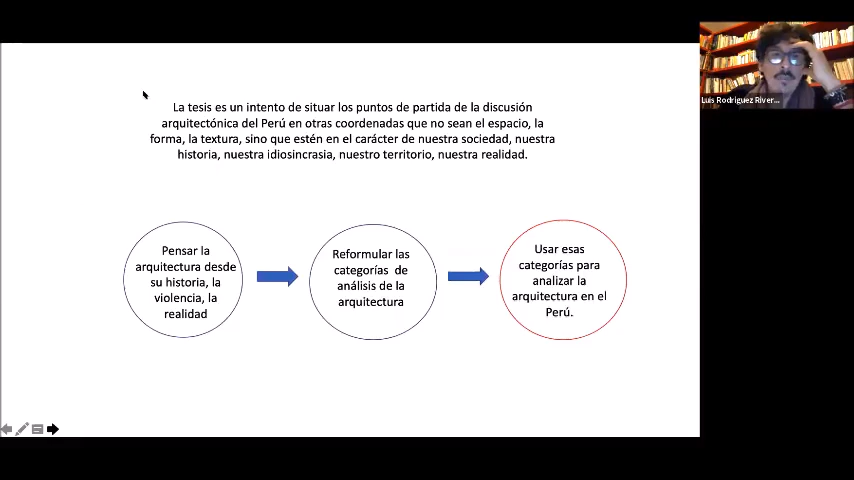 La tesis es un intento de situar los puntos de partida de la discusión
arquitectónica del Perú en otras coordenadas que no sean el espacio, la
forma, la textura, sino que estén en el carácter de nuestra sociedad, nuestra
historia, nuestra idiosincrasia, nuestro territorio, nuestra realidad.
Pensar la
arquitectura desde
su historia, la
violencia, la
realidad
Reformular las
categorías de
análisis de la
arquitectura
Usar esas
categorías para
analizar la
arquitectura en el
Perú.
Luis Rodriguez River...